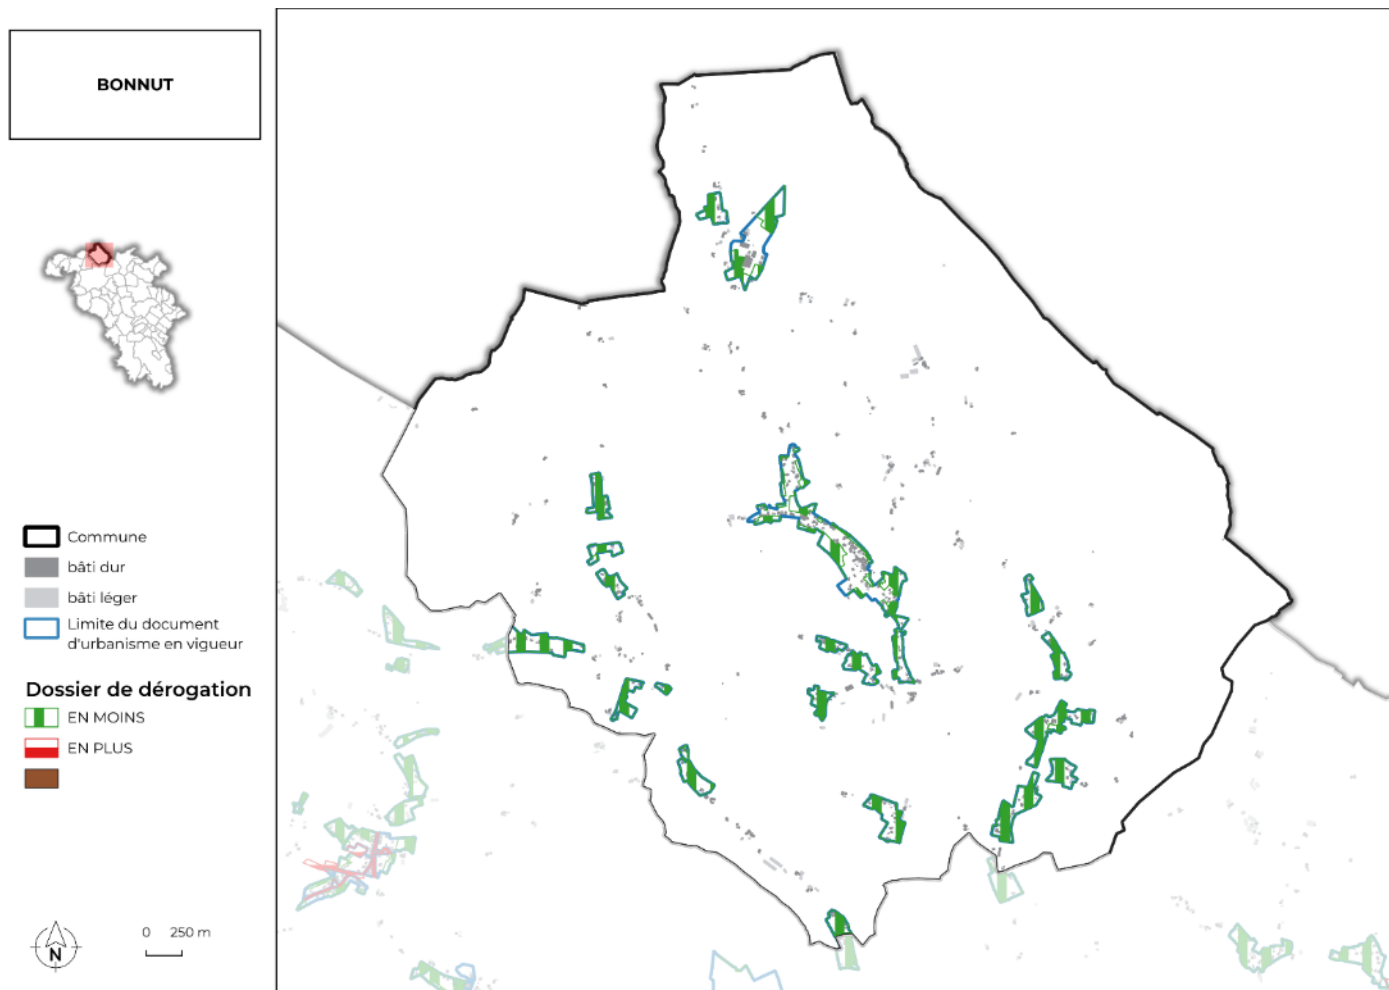 BONNUT
Commune
bâti dur
bâti léger
Limite du document
d'urbanisme en vigueur
Dossier de dérogation
EN MOINS
EN PLUS
N
0 250 m